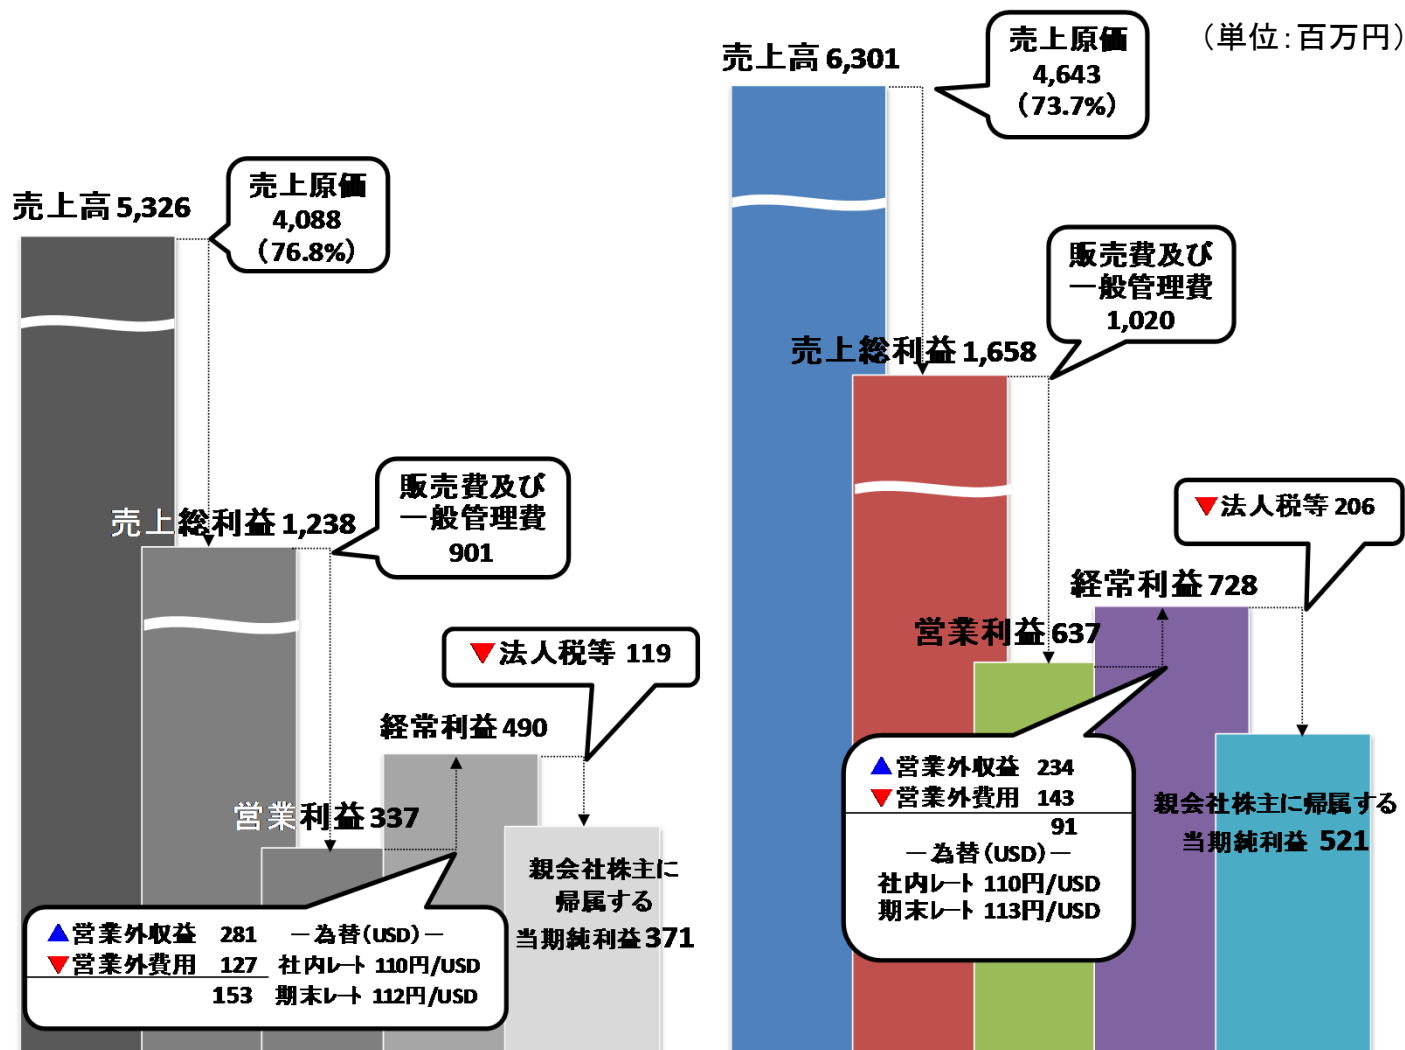 （単位：百万円）
売上高 5,326
売上原価
4,088
（76.8%）
売上総利益 1,238
販売費及び
一般管理費
901
営業利益 337
▲営業外収益 281
▼営業外費用 127
153
－為替（USD）－
社内レート 110円/USD
期末レート 112円/USD
経常利益 490
▼法人税等 119
親会社株主に
帰属する
当期純利益 371
売上高 6,301
売上原価
4,643
（73.7%）
売上総利益 1,658
販売費及び
一般管理費
1,020
営業利益 637
▲営業外収益 234
▼営業外費用 143
91
－為替（USD）－
社内レート 110円/USD
期末レート 113円/USD
経常利益 728
▼法人税等 206
親会社株主に帰属する
当期純利益 521